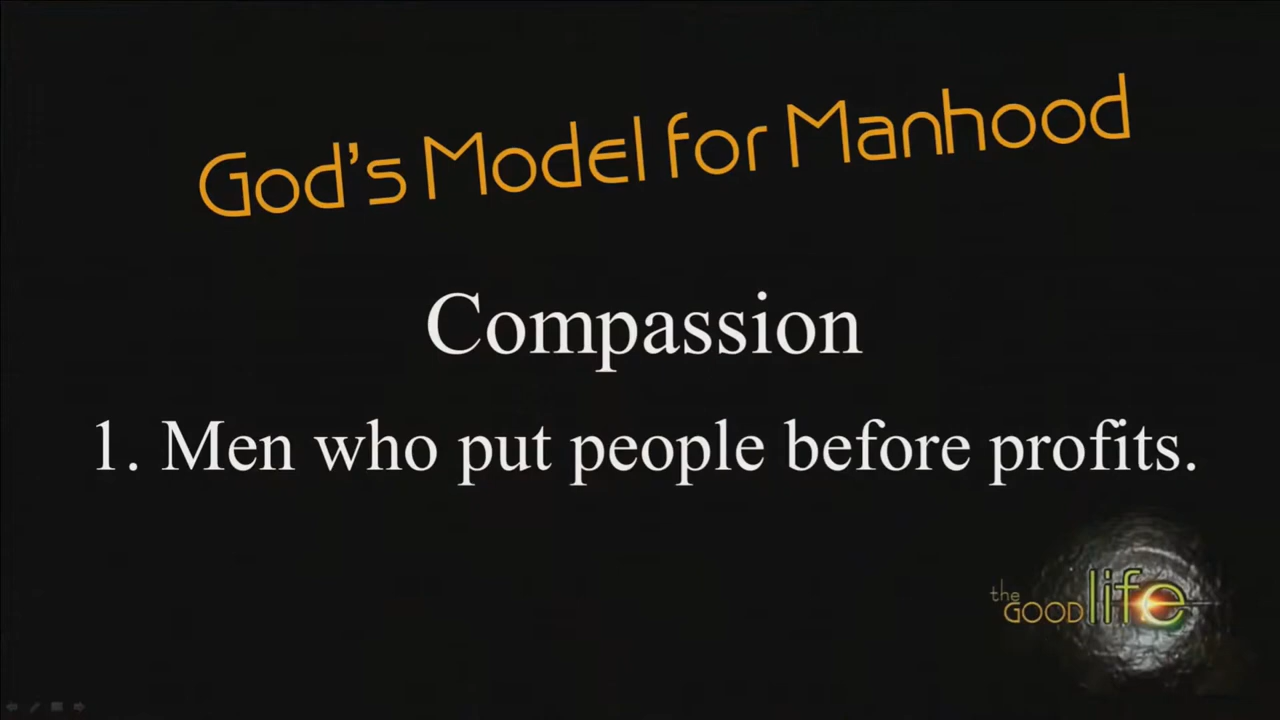 God's Model for Manhood
Compassion
1. Men who put people before profits.
the GOOD life